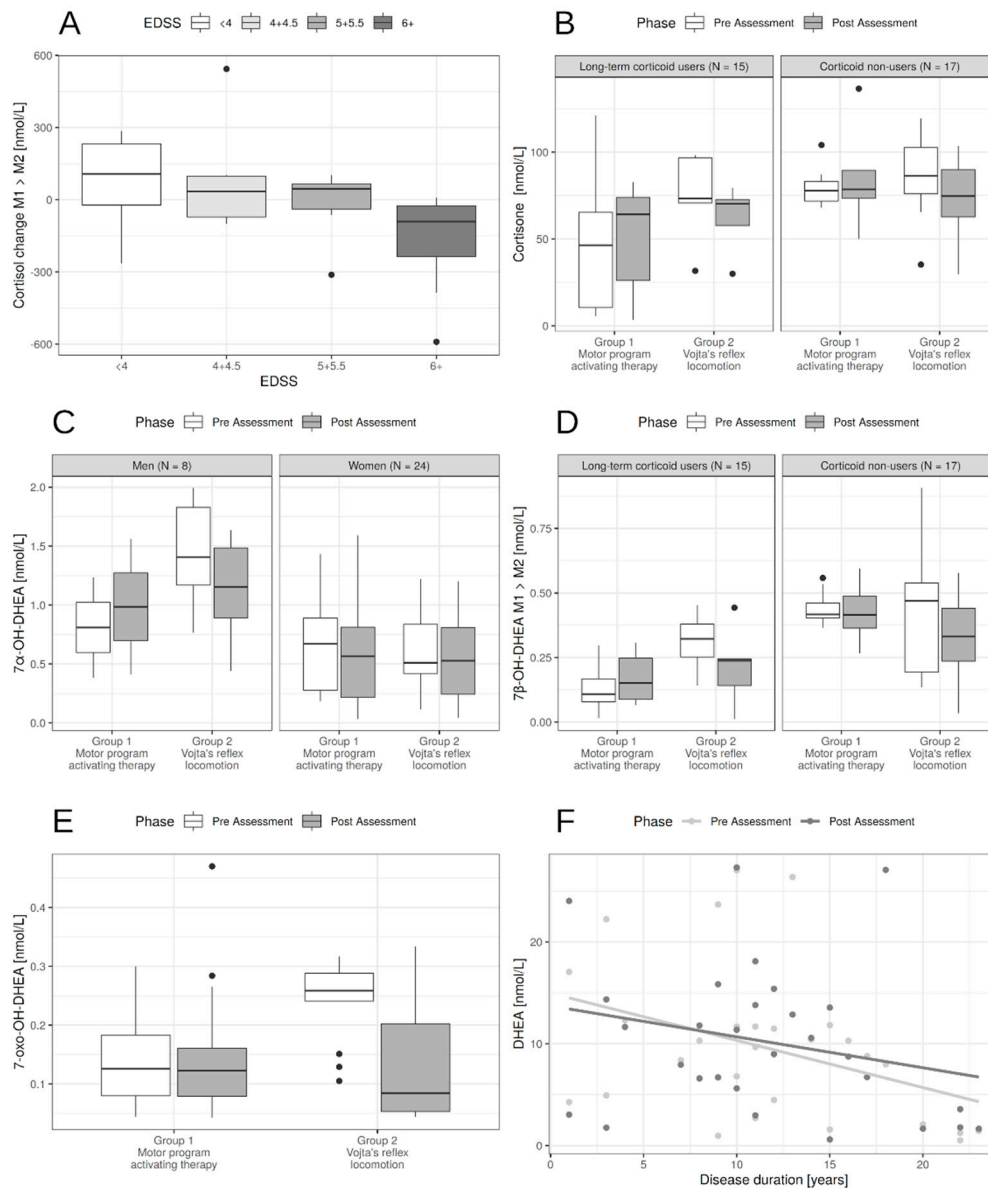 A
EDSS <4 4+4.5 5+5.5 6+
Cortisol change M1 > M2 [nmol/L]
600
300
0
-300
-600
<4 4+4.5 5+5.5 6+
EDSS
B
Phase Pre Assessment Post Assessment
Long-term corticoid users (N = 15) Corticoid non-users (N = 17)
Cortisone [nmol/L]
100
50
0
Group 1 Group 2 Group 1 Group 2
Motor program Vojta's reflex Motor program Vojta's reflex
activating therapy locomotion activating therapy locomotion
C
Phase Pre Assessment Post Assessment
Men (N = 8) Women (N = 24)
7α-OH-DHEA [nmol/L]
2.0
1.5
1.0
0.5
0.0
Group 1 Group 2 Group 1 Group 2
Motor program Vojta's reflex Motor program Vojta's reflex
activating therapy locomotion activating therapy locomotion
D
Phase Pre Assessment Post Assessment
Long-term corticoid users (N = 15) Corticoid non-users (N = 17)
7β-OH-DHEA M1 > M2 [nmol/L]
0.75
0.50
0.25
0.00
Group 1 Group 2 Group 1 Group 2
Motor program Vojta's reflex Motor program Vojta's reflex
activating therapy locomotion activating therapy locomotion
E
Phase Pre Assessment Post Assessment
7-oxo-OH-DHEA [nmol/L]
0.4
0.3
0.2
0.1
Group 1 Group 2
Motor program Vojta's reflex
activating therapy locomotion
F
Phase Pre Assessment Post Assessment
DHEA [nmol/L]
20
10
0
0 5 10 15 20
Disease duration [years]